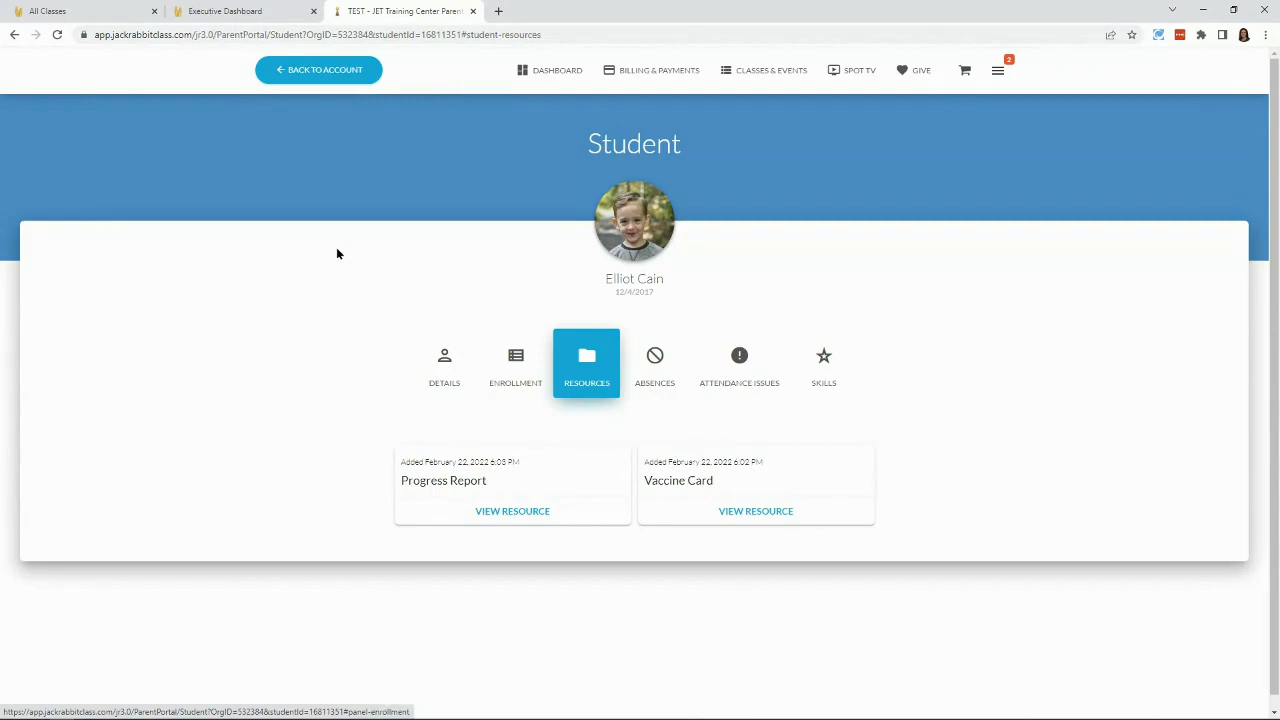 All Classes
Executive Dashboard
TEST - JET Training Center Parent
app.jackrabbitclass.com/jr3.0/ParentPortal/Student?OrgID=532384&studentId=16811351#student-resources
BACK TO ACCOUNT
DASHBOARD
BILLING & PAYMENTS
CLASSES & EVENTS
SPOT TV
GIVE
2
Student
Elliot Cain
12/4/2017
DETAILS
ENROLLMENT
RESOURCES
ABSENCES
ATTENDANCE ISSUES
SKILLS
Added February 22, 2022 6:03 PM
Progress Report
VIEW RESOURCE
Added February 22, 2022 6:02 PM
Vaccine Card
VIEW RESOURCE
https://app.jackrabbitclass.com/jr3.0/ParentPortal/Student?OrgID=532384&studentId=16811351#panel-enrollment